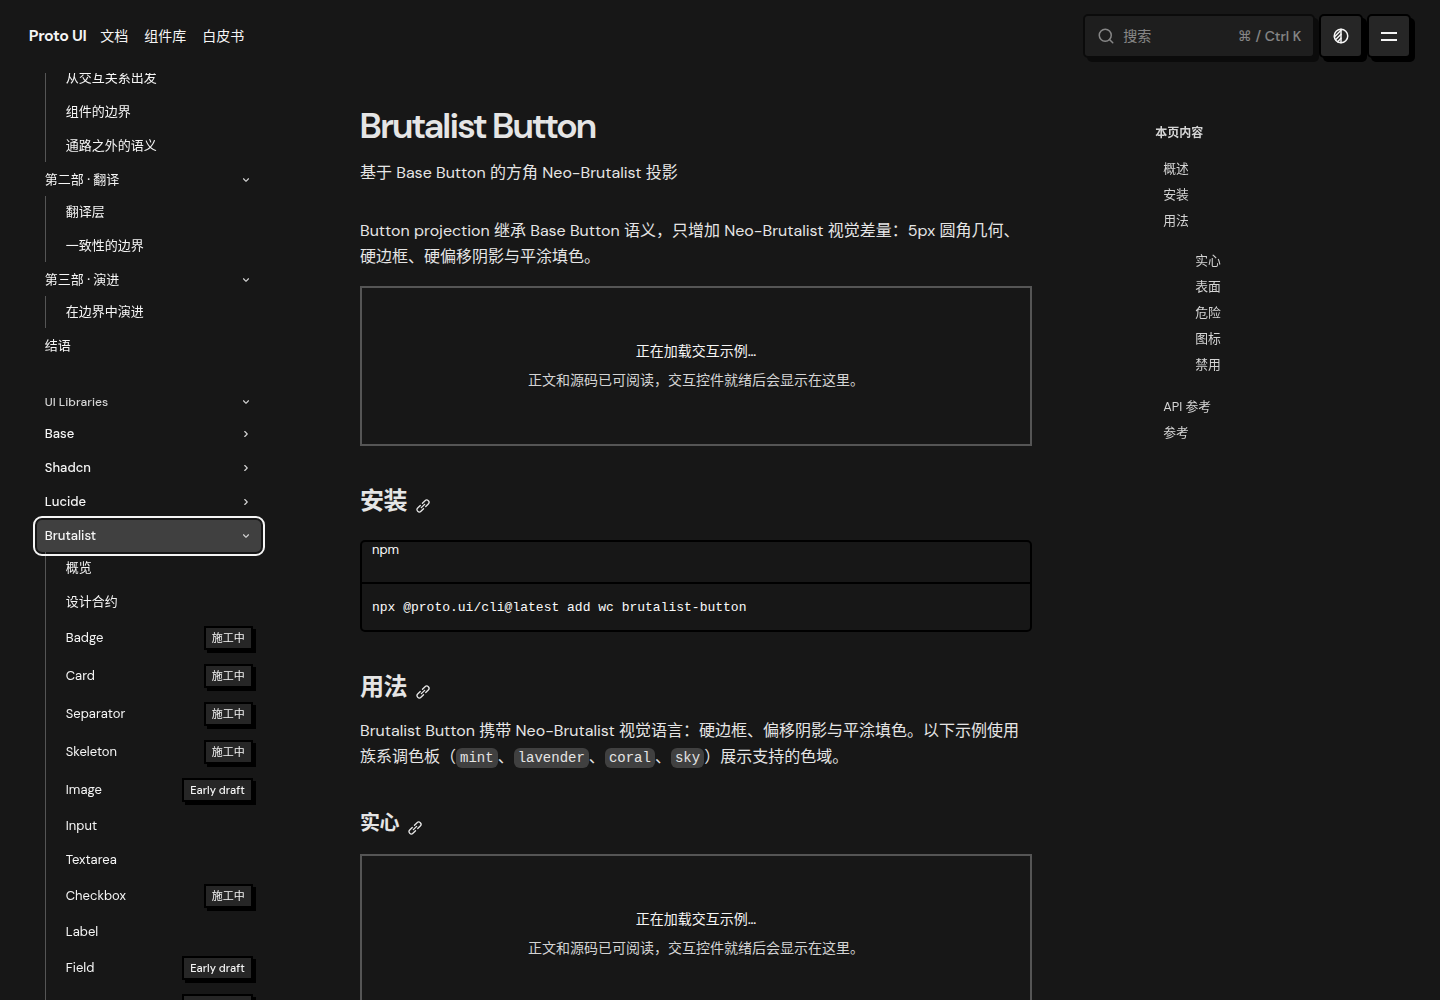 Proto UI 文档 组件库 白皮书
搜索 ⌘ / Ctrl K
从交互关系出发
组件的边界
通路之外的语义
第二部 · 翻译
翻译层
一致性的边界
第三部 · 演进
在边界中演进
结语
UI Libraries
Base
Shadcn
Lucide
Brutalist
概览
设计合约
Badge 施工中
Card 施工中
Separator 施工中
Skeleton 施工中
Image Early draft
Input
Textarea
Checkbox 施工中
Label
Field Early draft
Brutalist Button
基于 Base Button 的方角 Neo-Brutalist 投影
Button projection 继承 Base Button 语义，只增加 Neo-Brutalist 视觉差量：5px 圆角几何、
硬边框、硬偏移阴影与平涂填色。
正在加载交互示例…
正文和源码已可阅读，交互控件就绪后会显示在这里。
安装
npm
npx @proto.ui/cli@latest add wc brutalist-button
用法
Brutalist Button 携带 Neo-Brutalist 视觉语言：硬边框、偏移阴影与平涂填色。以下示例使用
族系调色板（mint、lavender、coral、sky）展示支持的色域。
实心
正在加载交互示例…
正文和源码已可阅读，交互控件就绪后会显示在这里。
本页内容
概述
安装
用法
实心
表面
危险
图标
禁用
API 参考
参考